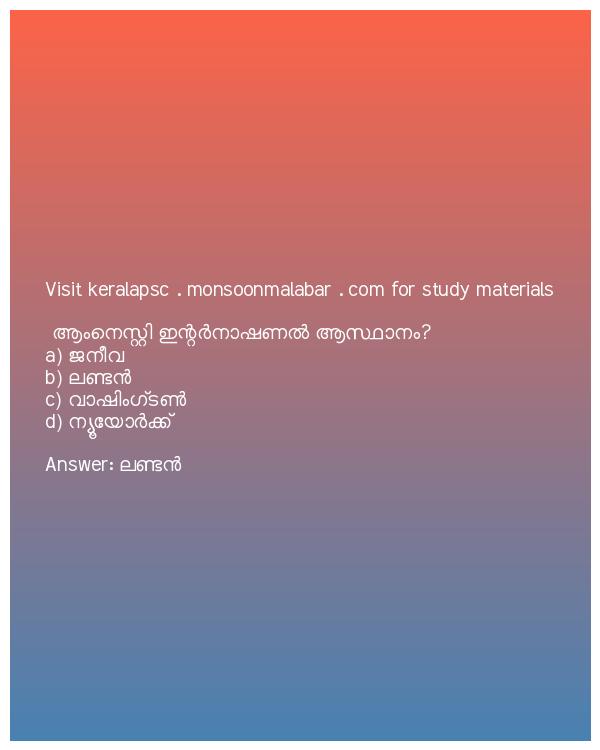 Visit keralapsc . monsoonmalabar . com for study materials
ആംനെസ്റ്റി ഇന്റർനാഷണൽ ആസ്ഥാനം?
a) ജനീവ
b) ലണ്ടൻ
c) വാഷിംഗ്ടൺ
d) ന്യൂയോർക്ക്
Answer: ലണ്ടൻ